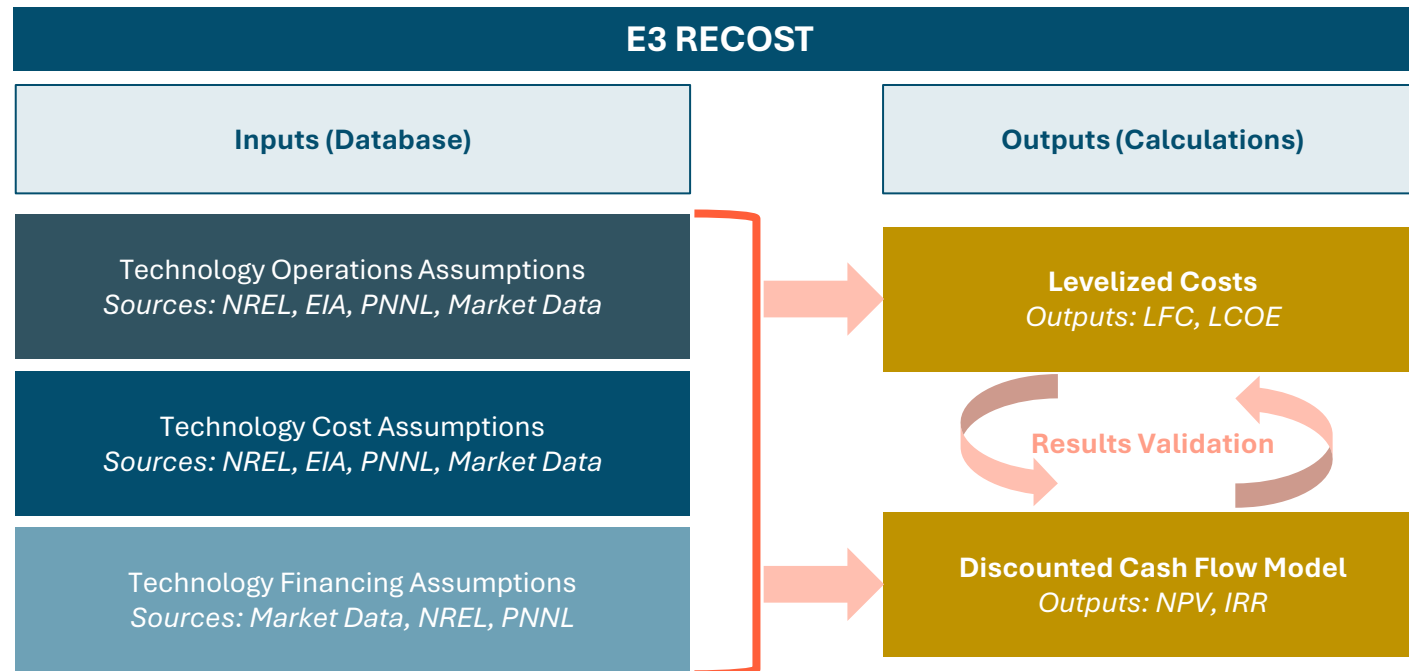 E3 RECOST
Inputs (Database)
Outputs (Calculations)
Technology Operations Assumptions
Sources: NREL, EIA, PNNL, Market Data
Technology Cost Assumptions
Sources: NREL, EIA, PNNL, Market Data
Technology Financing Assumptions
Sources: Market Data, NREL, PNNL
Levelized Costs
Outputs: LFC, LCOE
Results Validation
Discounted Cash Flow Model
Outputs: NPV, IRR